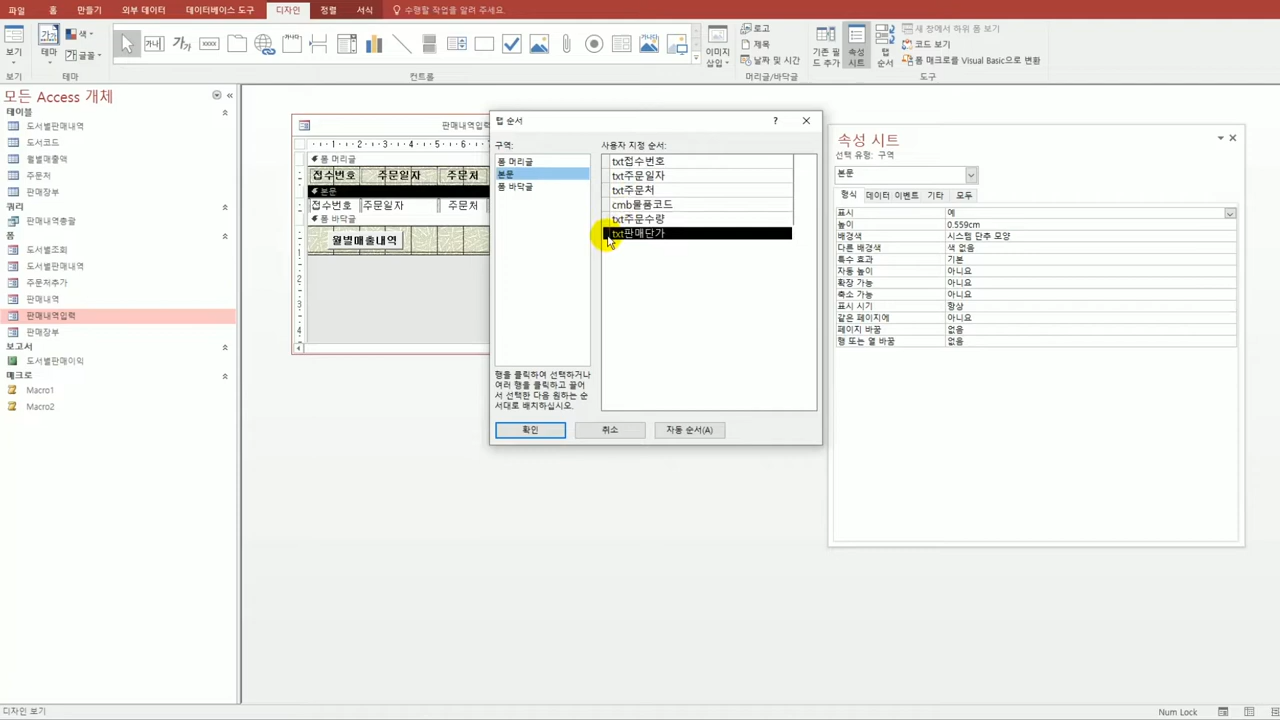 파일 홈 만들기 외부 데이터 데이터베이스 도구 디자인 정렬 서식 수행할 작업을 알려 주세요.
보기
보기
테마
색
글꼴
테마
가나
가가
xxxx
컨트롤
이미지 삽입
로고
제목
날짜 및 시간
머리글/바닥글
기존 필드 추가
속성 시트
탭 순서
새 창에서 하위 폼 보기
코드 보기
폼 매크로를 Visual Basic으로 변환
도구
모든 Access 개체
테이블
도서별판매내역
도서코드
월별매출액
주문처
판매장부
쿼리
판매내역총괄
폼
도서별조회
도서별판매내역
주문처추가
판매내역
판매내역입력
판매장부
보고서
도서별판매이익
매크로
Macro1
Macro2
판매내역입력
1 2 3 4 5 6 7
폼 머리글
접수번호 주문일자 주문처
본문
접수번호 주문일자 주문처
폼 바닥글
월별매출내역
탭 순서
구역:
폼 머리글
본문
폼 바닥글
행을 클릭하여 선택하거나
여러 행을 클릭하고 끌어
서 선택한 다음 원하는 순
서대로 배치하십시오.
사용자 지정 순서:
txt접수번호
txt주문일자
txt주문처
cmb물품코드
txt주문수량
txt판매단가
확인 취소 자동 순서(A)
속성 시트
선택 유형: 구역
본문
형식 데이터 이벤트 기타 모두
표시 예
높이 0.559cm
배경색 시스템 단추 모양
다른 배경색 색 없음
특수 효과 기본
자동 높이 아니요
확장 가능 아니요
축소 가능 아니요
표시 시기 항상
같은 페이지에 아니요
페이지 바꿈 없음
행 또는 열 바꿈 없음
디자인 보기
Num Lock